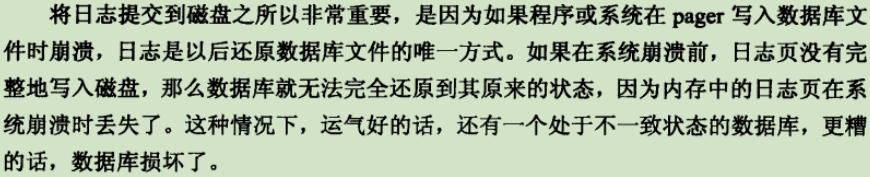 将日志提交到磁盘之所以非常重要，是因为如果程序或系统在 pager 写入数据库文
件时崩溃，日志是以后还原数据库文件的唯一方式。如果在系统崩溃前，日志页没有完
整地写入磁盘，那么数据库就无法完全还原到其原来的状态，因为内存中的日志页在系
统崩溃时丢失了。这种情况下，运气好的话，还有一个处于不一致状态的数据库，更糟
的话，数据库损坏了。